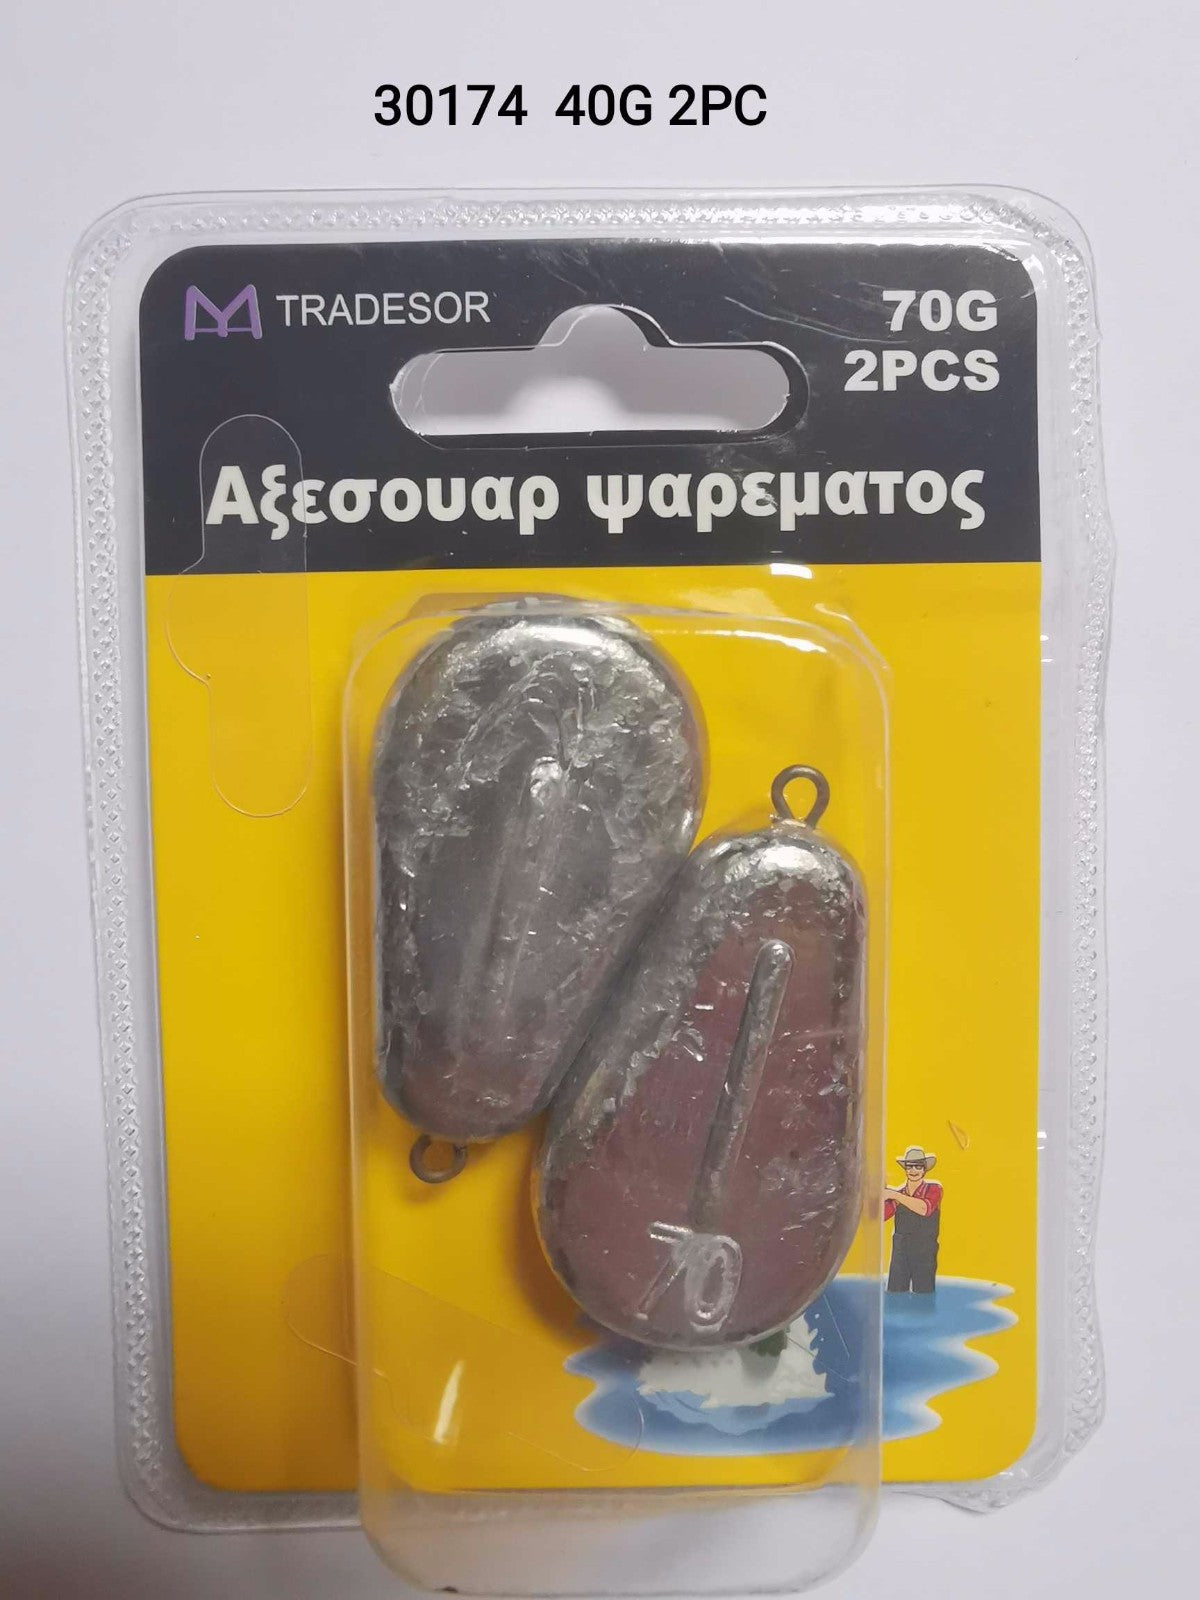 30174 40G 2PC
TRADESOR
70G
2PCS
Αξεσουαρ ψαρεματος
70